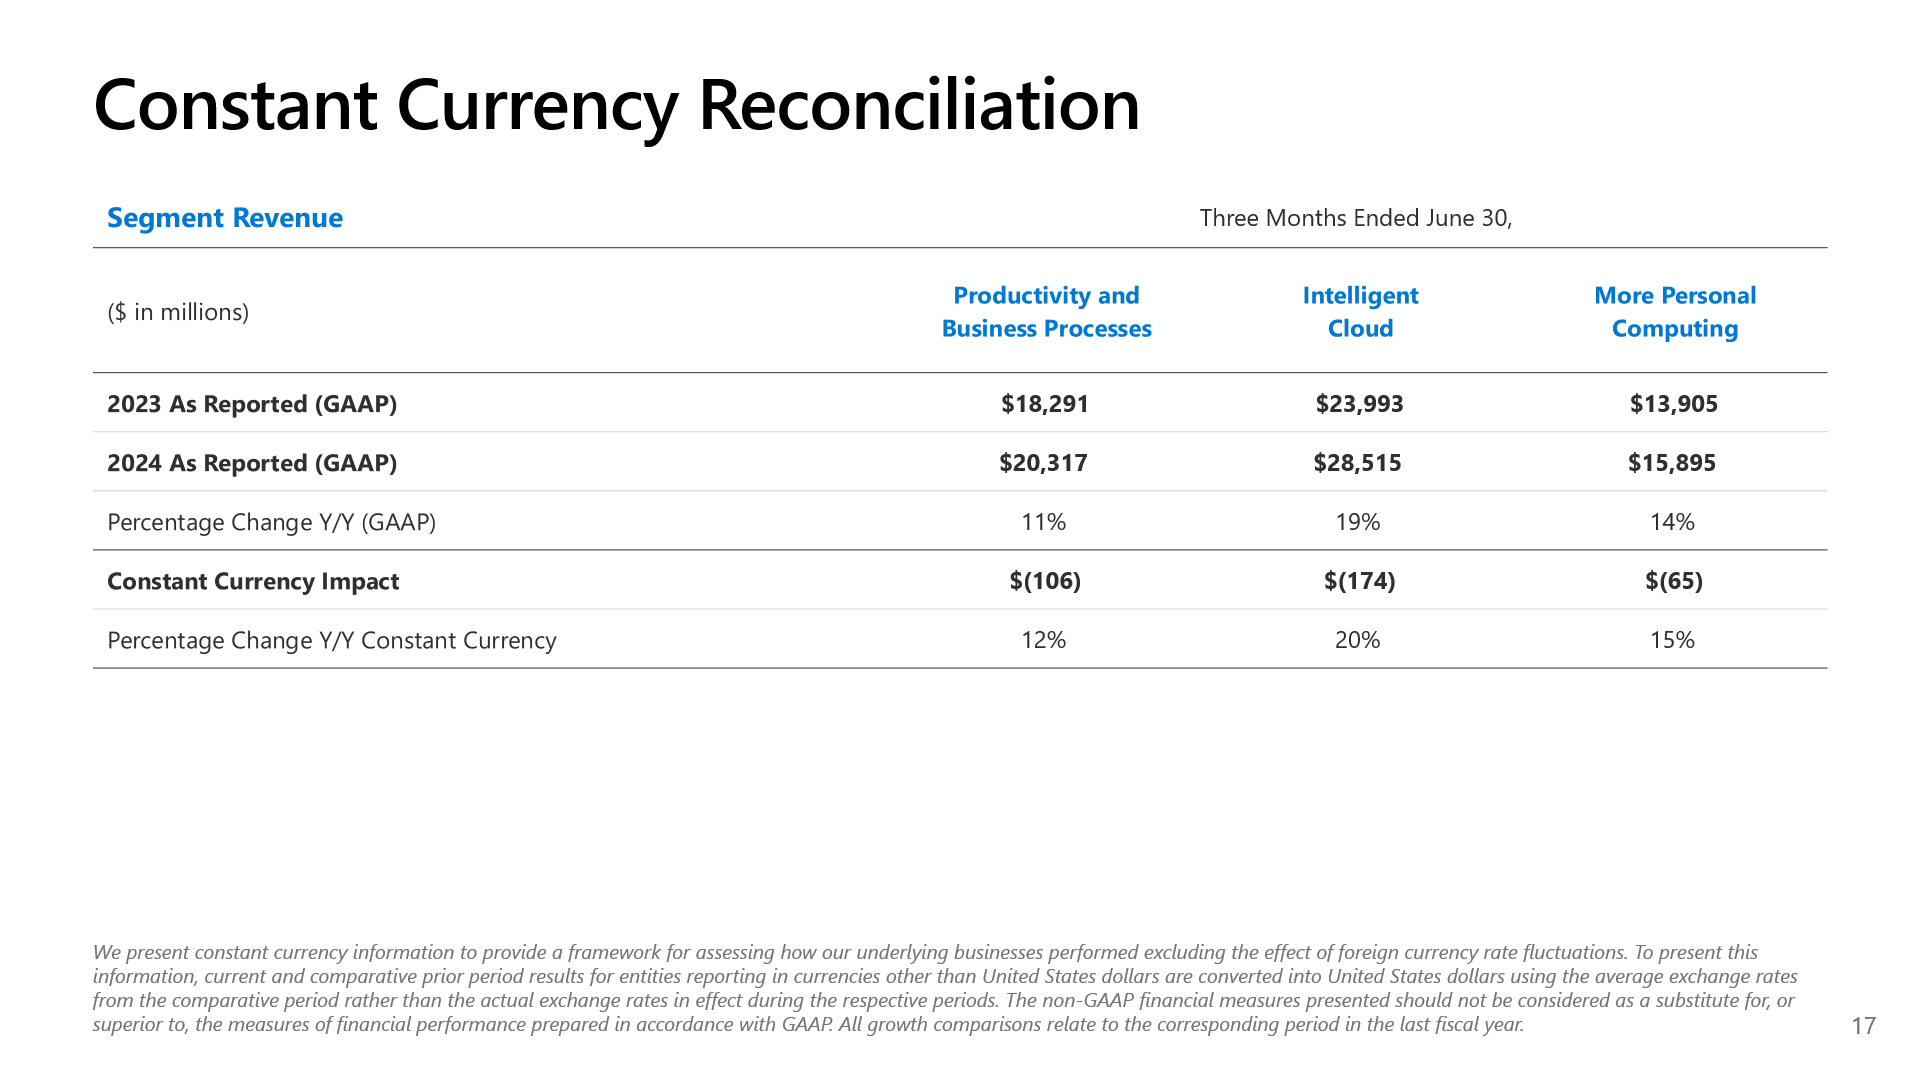 Constant Currency Reconciliation
Segment Revenue Three Months Ended June 30,
($ in millions) Productivity and Business Processes Intelligent Cloud More Personal Computing
2023 As Reported (GAAP) $18,291 $23,993 $13,905
2024 As Reported (GAAP) $20,317 $28,515 $15,895
Percentage Change Y/Y (GAAP) 11% 19% 14%
Constant Currency Impact $(106) $(174) $(65)
Percentage Change Y/Y Constant Currency 12% 20% 15%
We present constant currency information to provide a framework for assessing how our underlying businesses performed excluding the effect of foreign currency rate fluctuations. To present this
information, current and comparative prior period results for entities reporting in currencies other than United States dollars are converted into United States dollars using the average exchange rates
from the comparative period rather than the actual exchange rates in effect during the respective periods. The non-GAAP financial measures presented should not be considered as a substitute for, or
superior to, the measures of financial performance prepared in accordance with GAAP. All growth comparisons relate to the corresponding period in the last fiscal year.
17